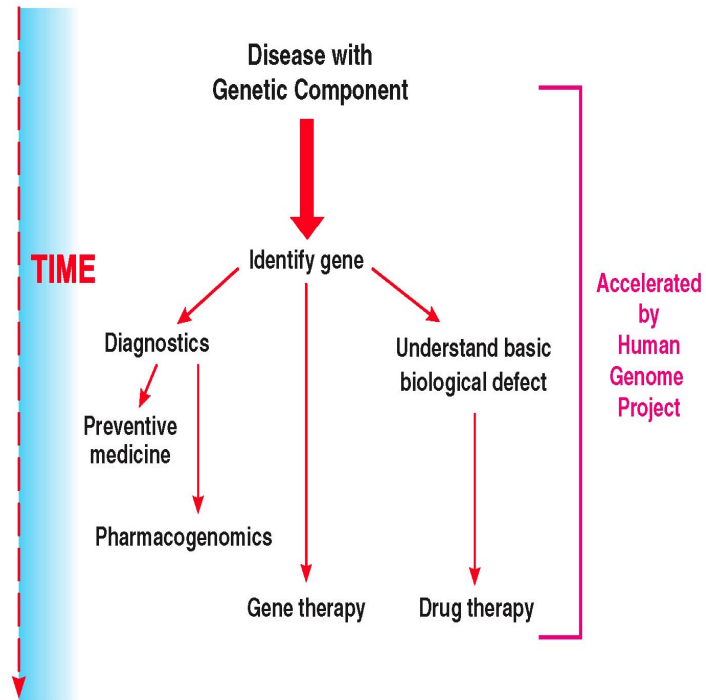 Disease with
Genetic Component
TIME
Identify gene
Diagnostics
Understand basic
biological defect
Preventive
medicine
Pharmacogenomics
Gene therapy
Drug therapy
Accelerated
by
Human
Genome
Project